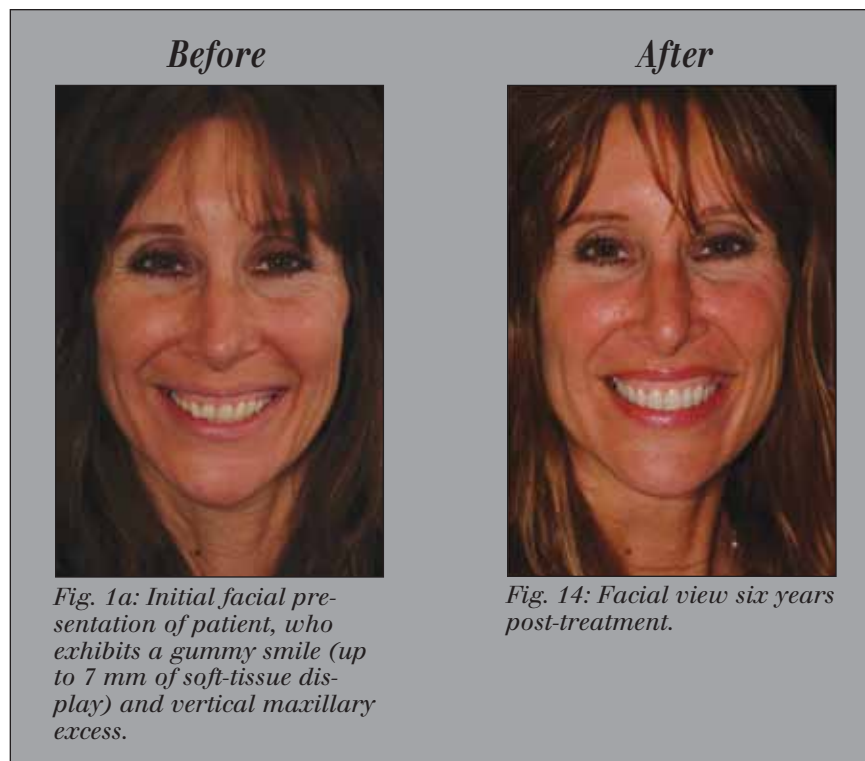 Before
Fig. 1a: Initial facial pre-
sentation of patient, who
exhibits a gummy smile (up
to 7 mm of soft-tissue dis-
play) and vertical maxillary
excess.
After
Fig. 14: Facial view six years
post-treatment.